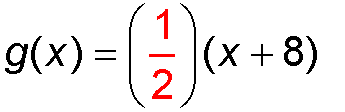 g(x) = (1/2)(x + 8)